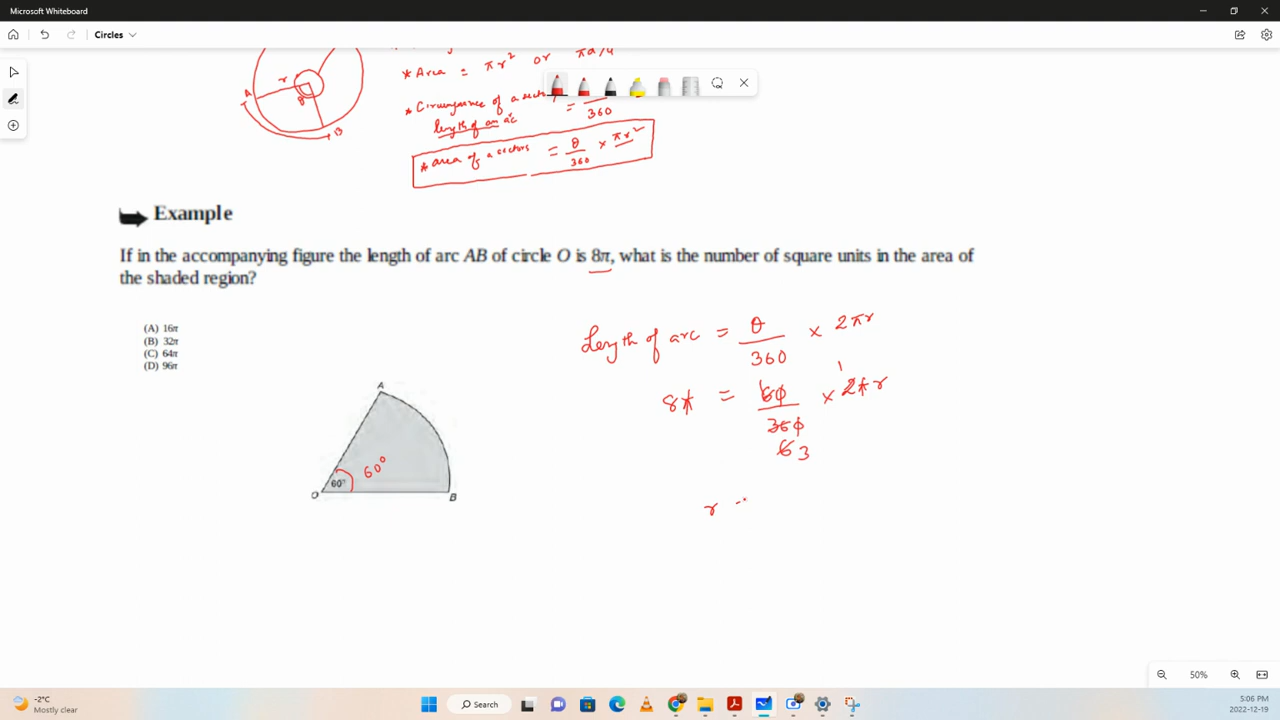 Microsoft Whiteboard
Circles
* Area = πr² or πd²/4
r
A
θ
B
* Circumference of a sector = 
360
length of an arc
* area of a sectors = θ/360 × πr²
Example
If in the accompanying figure the length of arc AB of circle O is 8π, what is the number of square units in the area of
the shaded region?
(A) 16π
(B) 32π
(C) 64π
(D) 96π
Length of arc = θ/360 × 2πr
1
8π = 60/360 × 2πr
6 3
A
60°
60°
O
B
r
50%
-2°C
Mostly clear
Search
5:06 PM
2022-12-19